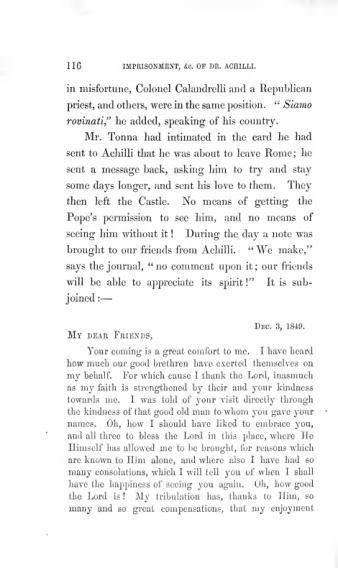 116 IMPRISONMENT, &c. OF DR. ACHILLI.
in misfortune, Colonel Calandrelli and a Republican
priest, and others, were in the same position. “ Siamo
rovinati,” he added, speaking of his country.
Mr. Tonna had intimated in the card he had
sent to Achilli that he was about to leave Rome; he
sent a message back, asking him to try and stay
some days longer, and sent his love to them. They
then left the Castle. No means of getting the
Pope's permission to see him, and no means of
seeing him without it! During the day a note was
brought to our friends from Achilli. “ We make,”
says the journal, “ no comment upon it; our friends
will be able to appreciate its spirit!” It is sub-
joined :—
DEC. 3, 1849.
MY DEAR FRIENDS,
Your coming is a great comfort to me. I have heard
how much our good brethren have exerted themselves on
my behalf. For which cause I thank the Lord, inasmuch
as my faith is strengthened by their and your kindness
towards me. I was told of your visit directly through
the kindness of that good old man to whom you gave your
names. Oh, how I should have liked to embrace you,
and all three to bless the Lord in this place, where He
Himself has allowed me to be brought, for reasons which
are known to Him alone, and where also I have had so
many consolations, which I will tell you of when I shall
have the happiness of seeing you again. Oh, how good
the Lord is! My tribulation has, thanks to Him, so
many and so great compensations, that my enjoyment